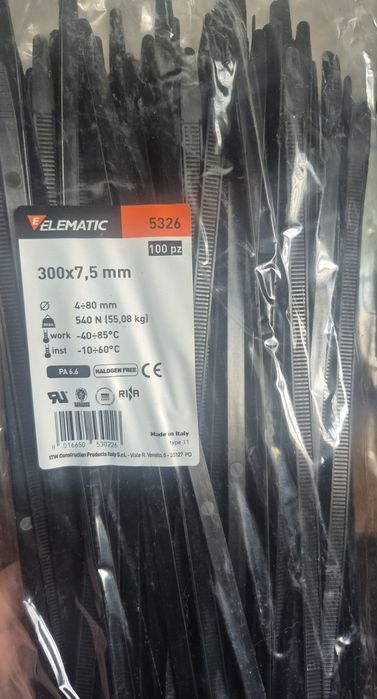 E ELEMATIC 5326
100 pz
300x7,5 mm
Ø 4÷80 mm
max 540 N (55,08 kg)
work -40÷85°C
inst -10÷60°C
PA 6.6 HALOGEN FREE CE
RINA
8 016650 530226
Made in Italy
type 11
ITW Construction Products Italy S.r.l. - Viale R. Veneto, 5 - 35127 PD